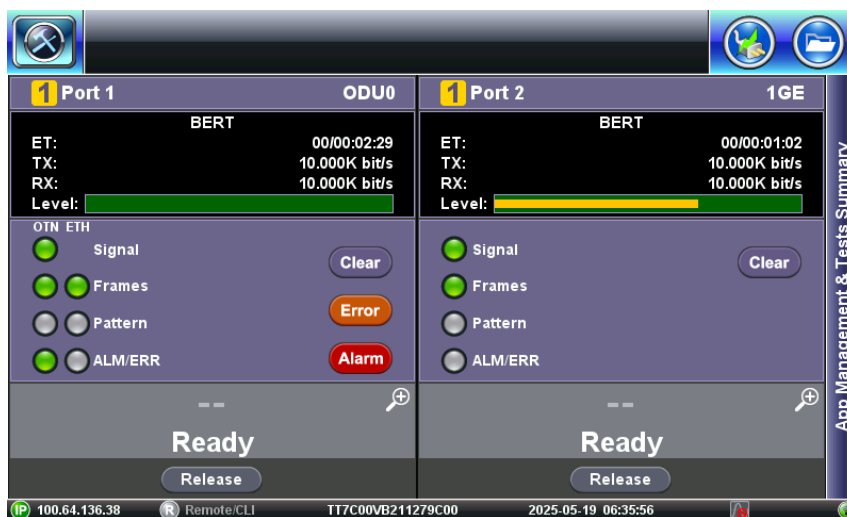 1 Port 1 ODU0
BERT
ET: 00/00:02:29
TX: 10.000K bit/s
RX: 10.000K bit/s
Level:
OTN ETH
Signal
Clear
Frames
Error
Pattern
ALM/ERR
Alarm
--
Ready
Release
1 Port 2 1GE
BERT
ET: 00/00:01:02
TX: 10.000K bit/s
RX: 10.000K bit/s
Level:
Signal
Clear
Frames
Pattern
ALM/ERR
--
Ready
Release
App Management & Tests Summary
IP 100.64.136.38 R Remote/CLI TT7C00VB211279C00 2025-05-19 06:35:56